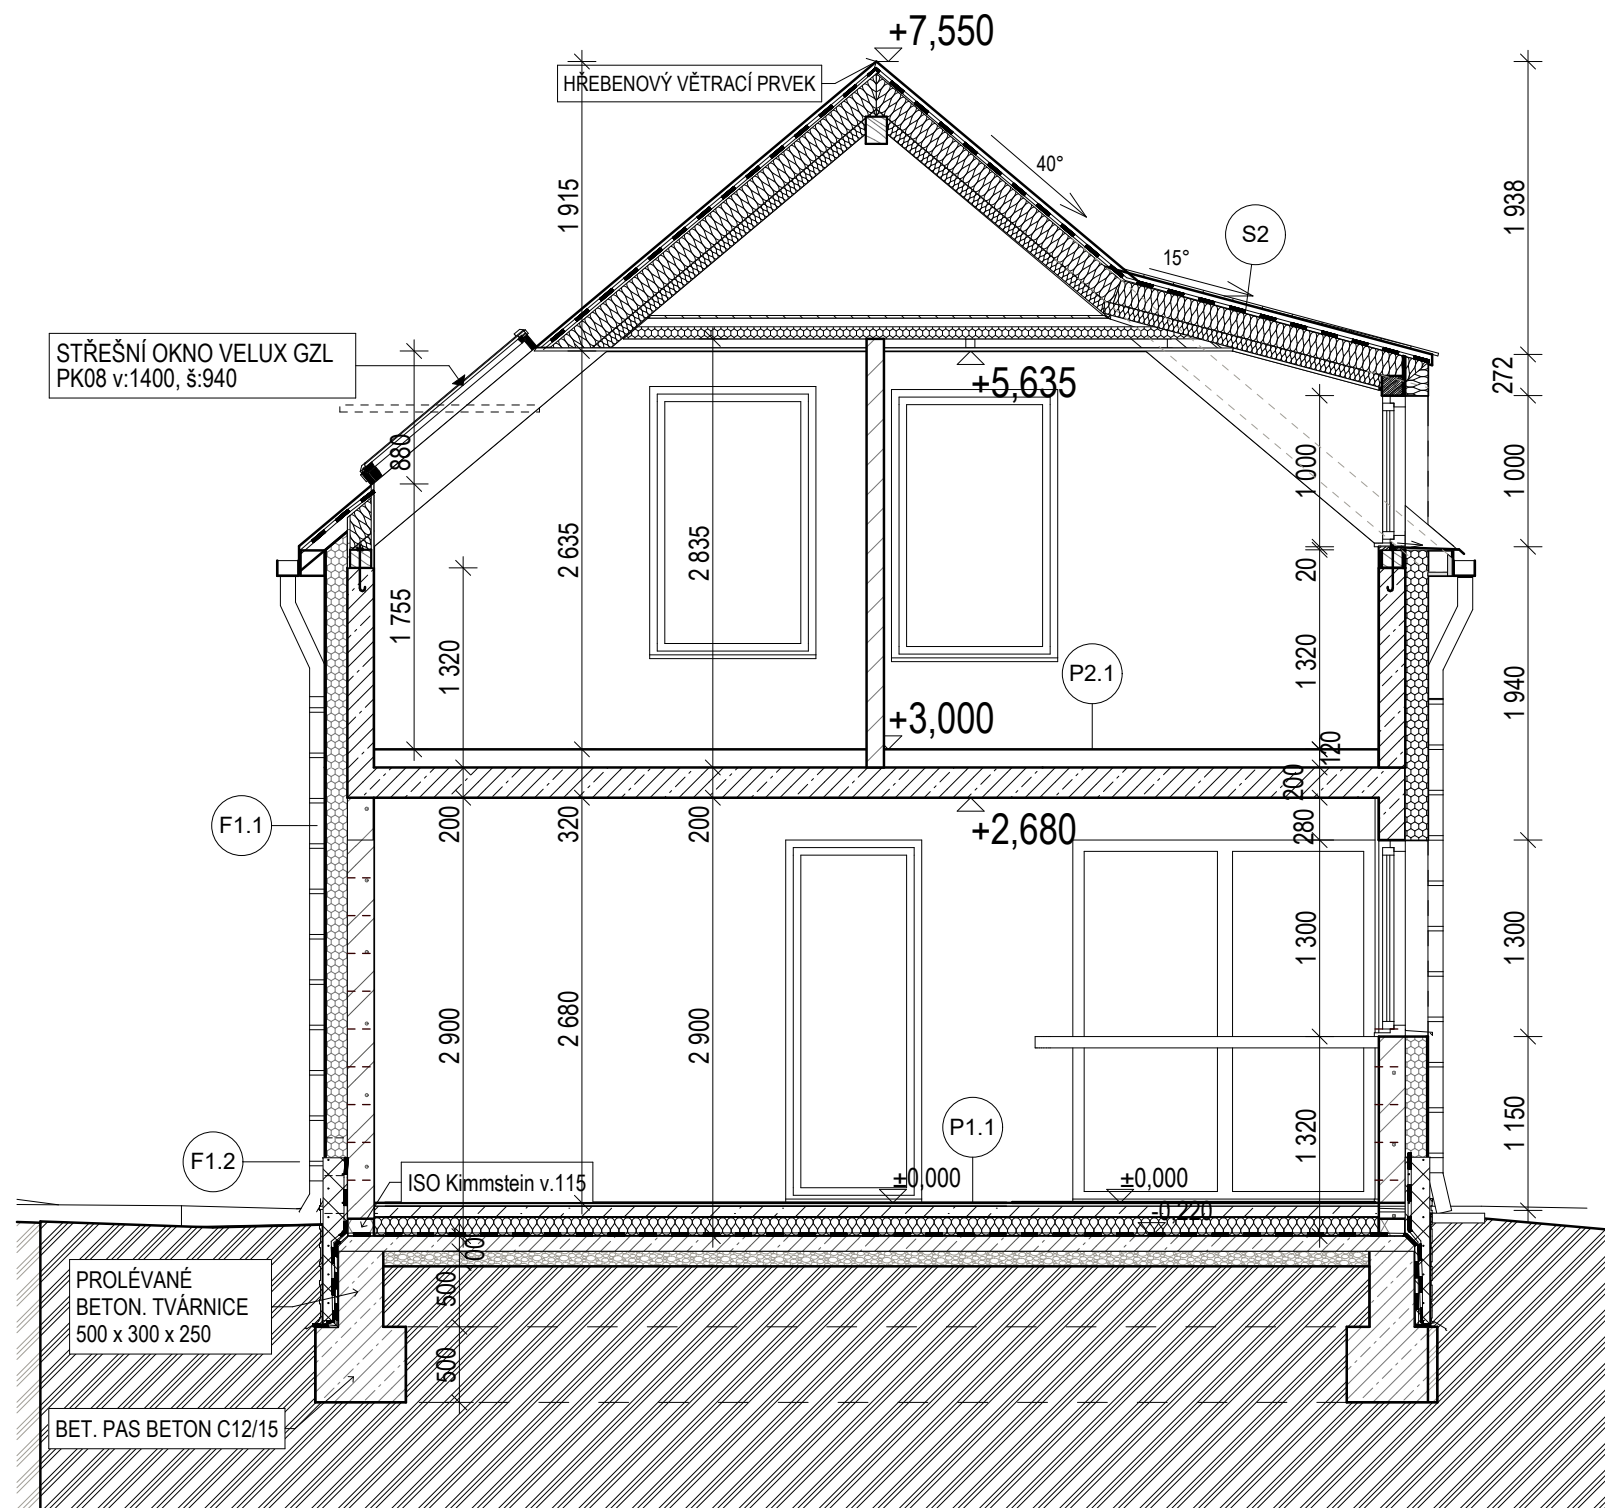 +7,550
HŘEBENOVÝ VĚTRACÍ PRVEK
40°
1 915
1 938
S2
15°
STŘEŠNÍ OKNO VELUX GZL
PK08 v:1400, š:940
+5,635
272
880
1 000
1 000
2 635
2 835
20
1 755
1 320
1 320
P2.1
1 940
+3,000
120
200
F1.1
200
320
200
+2,680
280
1 300
1 300
2 900
2 680
2 900
P1.1
1 320
1 150
F1.2
ISO Kimmstein v.115
±0,000
±0,000
-0,220
00
PROLÉVANÉ
BETON. TVÁRNICE
500 x 300 x 250
500
500
BET. PAS BETON C12/15